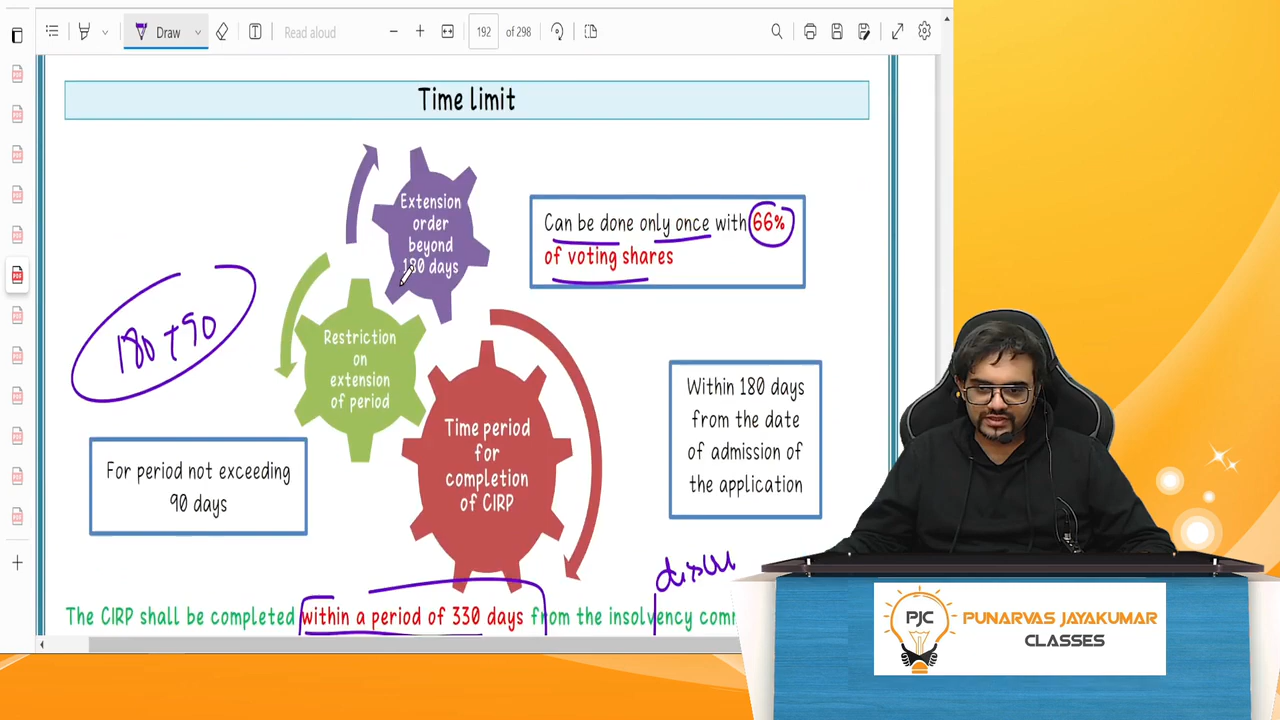 Draw
Read aloud
192
of 298
Time limit
Extension
order
beyond
180 days
Can be done only once with 66%
of voting shares
180 + 90
Restriction
on
extension
of period
Time period
for
completion
of CIRP
Within 180 days
from the date
of admission of
the application
For period not exceeding
90 days
The CIRP shall be completed within a period of 330 days from the insolvency com
PJC
PUNARVAS JAYAKUMAR
CLASSES